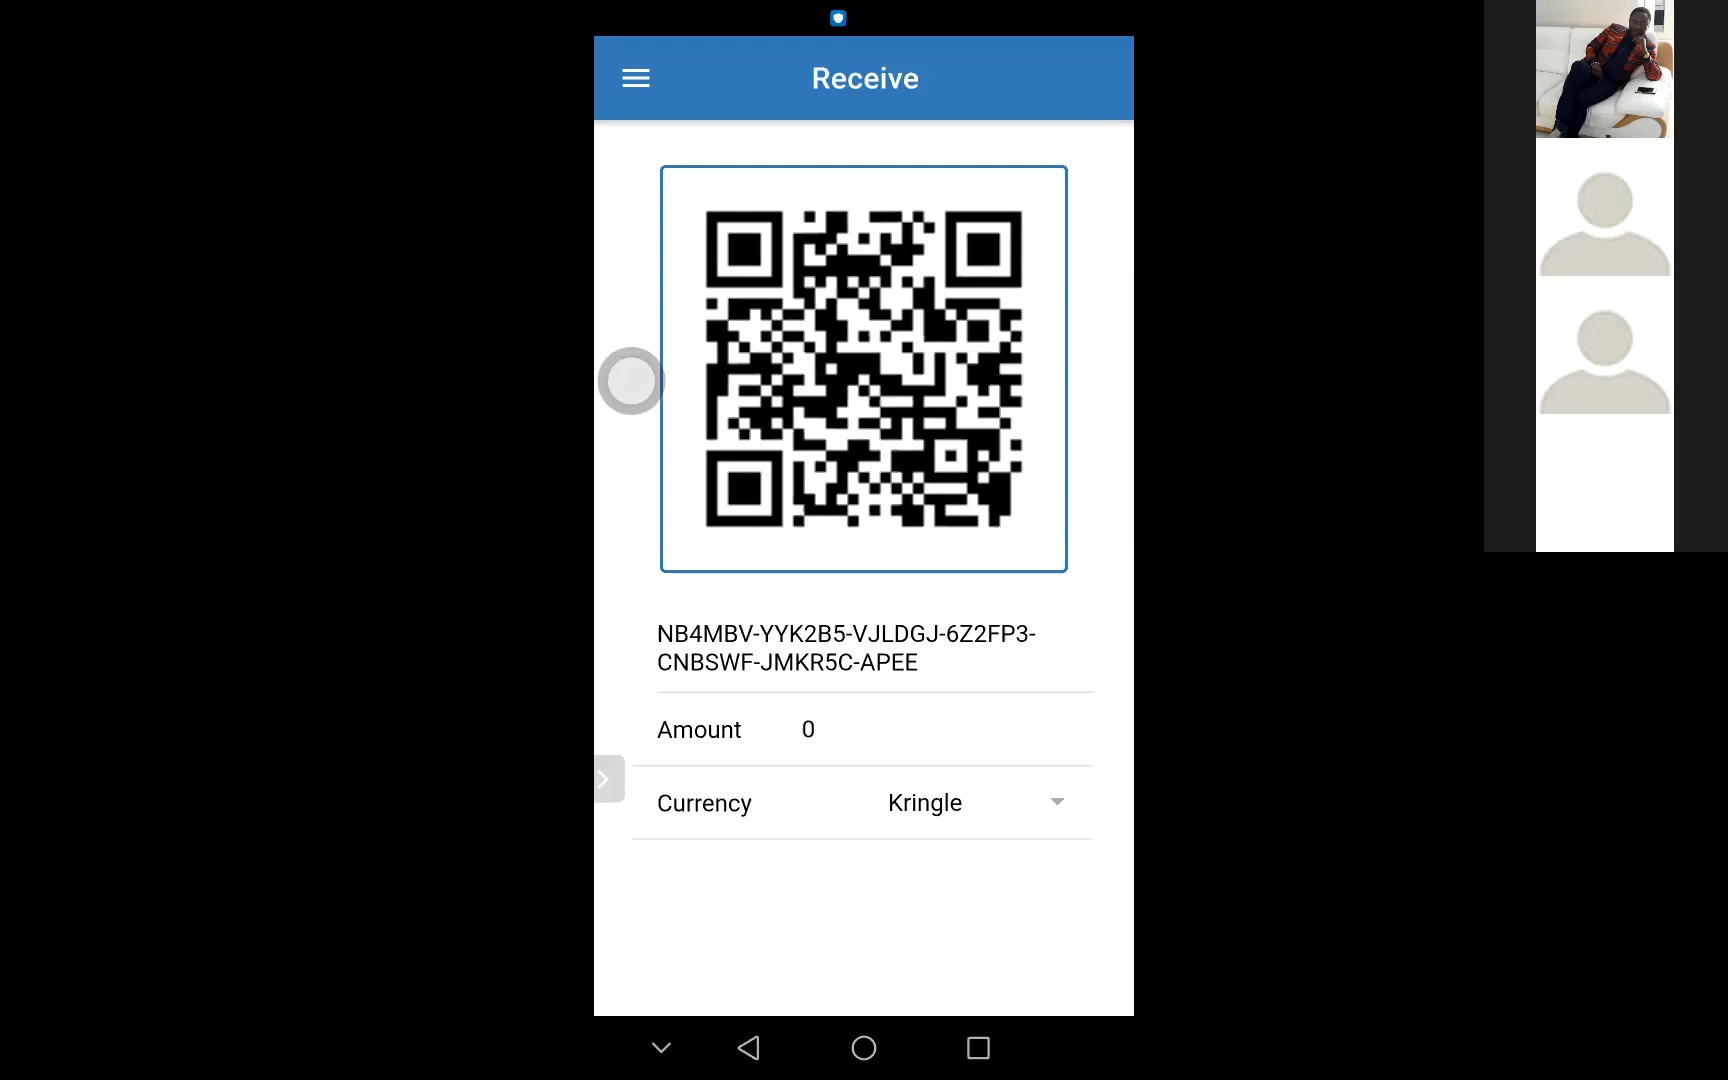 Receive
NB4MBV-YYK2B5-VJLDGJ-6Z2FP3-
CNBSWF-JMKR5C-APEE
Amount 0
Currency Kringle